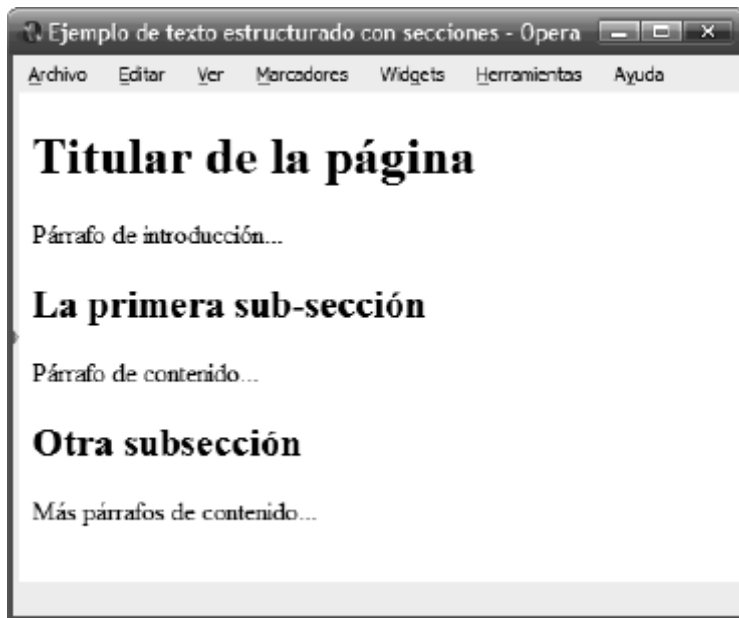 Ejemplo de texto estructurado con secciones - Opera
Archivo Editar Ver Marcadores Widgets Herramientas Ayuda
Titular de la página
Párrafo de introducción...
La primera sub-sección
Párrafo de contenido...
Otra subsección
Más párrafos de contenido...